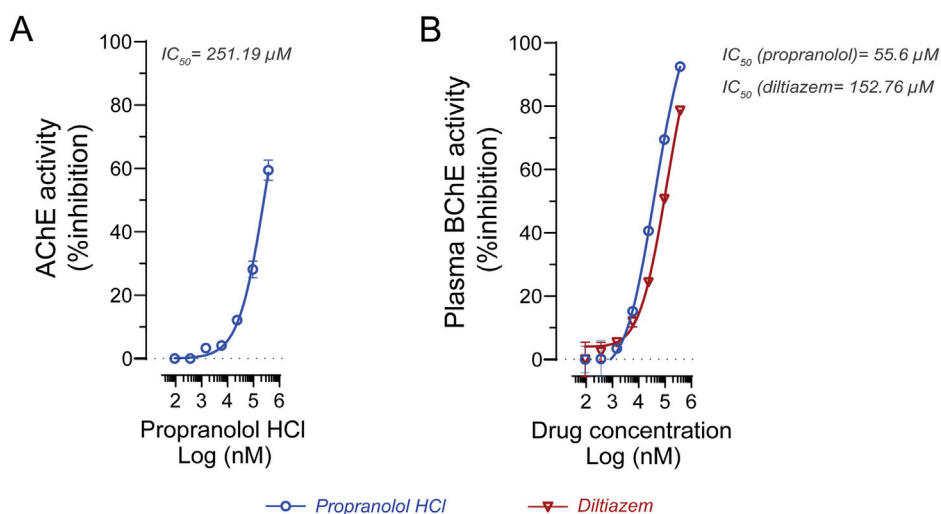 A
IC50= 251.19 µM
AChE activity
(%inhibition)
100
80
60
40
20
0
2 3 4 5 6
Propranolol HCl
Log (nM)
B
IC50 (propranolol)= 55.6 µM
IC50 (diltiazem= 152.76 µM
Plasma BChE activity
(%inhibition)
100
80
60
40
20
0
2 3 4 5 6
Drug concentration
Log (nM)
Propranolol HCl
Diltiazem